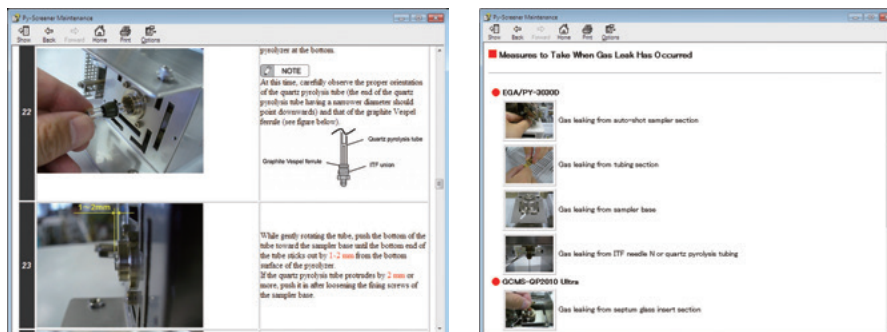 Py-Screener Maintenance
Show Back Forward Home Print Options
pyrolyzer at the bottom.
NOTE
At this time, carefully observe the proper orientation
of the quartz pyrolysis tube (the end of the quartz
pyrolysis tube having a narrower diameter should
point downwards) and that of the graphite Vespel
ferrule (see figure below).
22
Quartz pyrolysis tube
Graphite Vespel ferrule
ITF union
1-2mm
23
While gently rotating the tube, push the bottom of the
tube toward the sampler base until the bottom end of
the tube sticks out by 1-2 mm from the bottom
surface of the pyrolyzer.
If the quartz pyrolysis tube protrudes by 2 mm or
more, push it in after loosening the fixing screws of
the sampler base.
Py-Screener Maintenance
Show Back Forward Home Print Options
Measures to Take When Gas Leak Has Occurred
EGA/PY-3030D
Gas leaking from auto-shot sampler section
Gas leaking from tubing section
Gas leaking from sampler base
Gas leaking from ITF needle N or quartz pyrolysis tubing
GCMS-QP2010 Ultra
Gas leaking from septum glass insert section